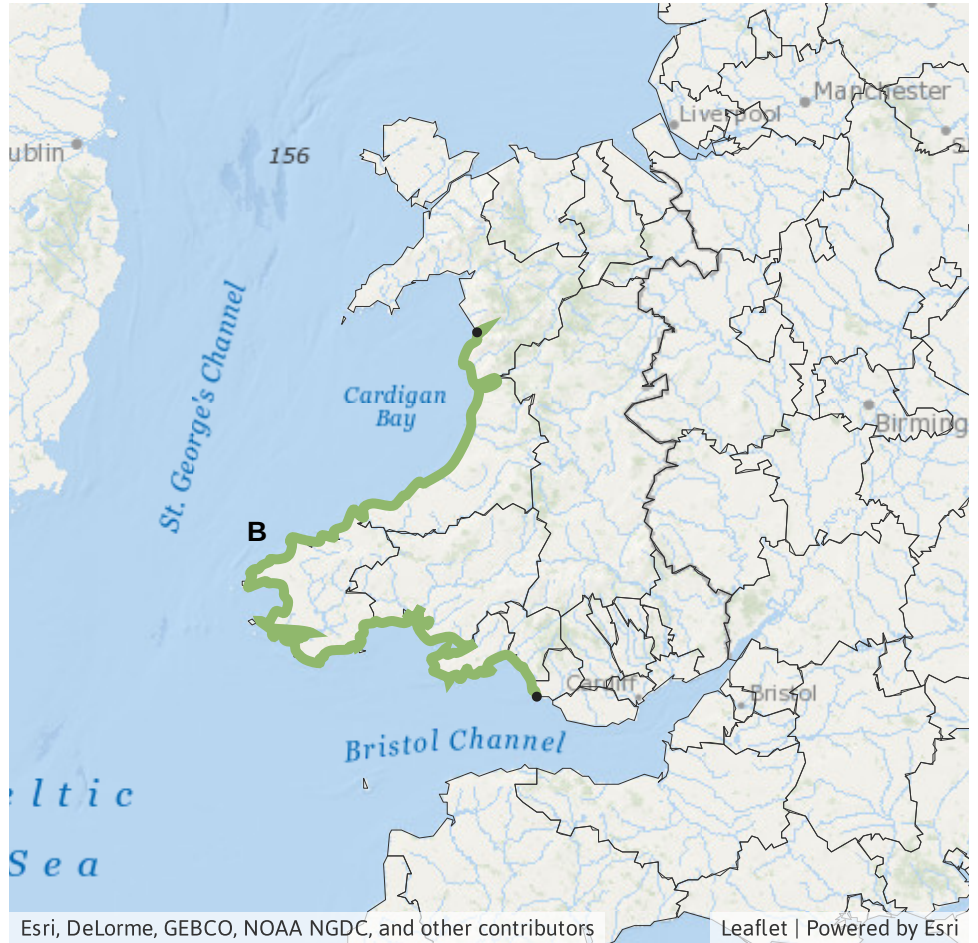 Manchester
Liverpool
ublin
156
S
St. George's Channel
Cardigan
Bay
Birming
B
Cardiff
Bristol
Bristol Channel
eltic
Sea
Esri, DeLorme, GEBCO, NOAA NGDC, and other contributors
Leaflet | Powered by Esri